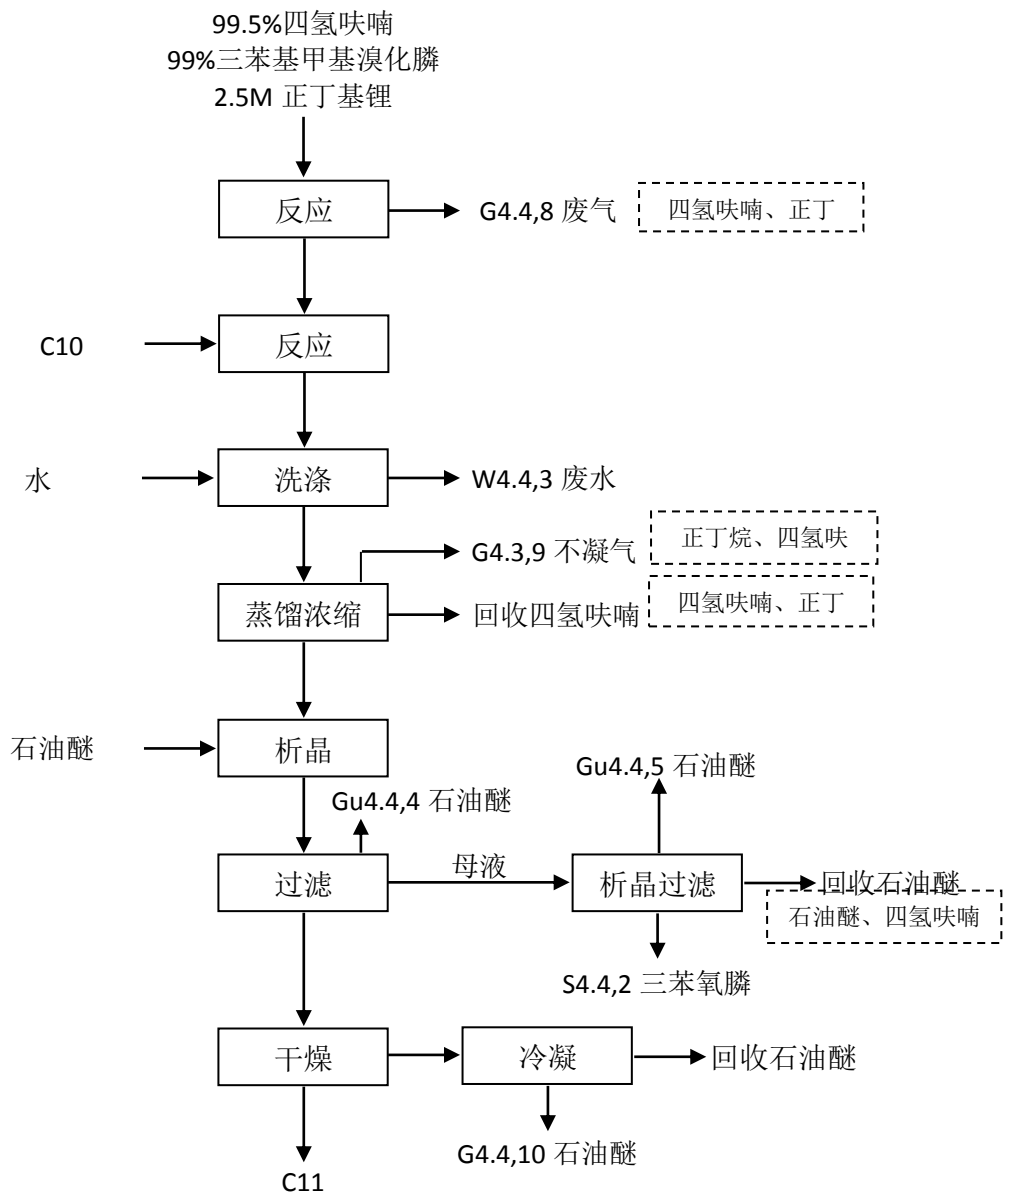 99.5%四氢呋喃
99%三苯基甲基溴化膦
2.5M 正丁基锂
反应
G4.4,8 废气
四氢呋喃、正丁
C10
反应
水
洗涤
W4.4,3 废水
G4.3,9 不凝气
正丁烷、四氢呋
蒸馏浓缩
回收四氢呋喃
四氢呋喃、正丁
石油醚
析晶
Gu4.4,5 石油醚
Gu4.4,4 石油醚
过滤
母液
析晶过滤
回收石油醚
石油醚、四氢呋喃
S4.4,2 三苯氧膦
干燥
冷凝
回收石油醚
G4.4,10 石油醚
C11